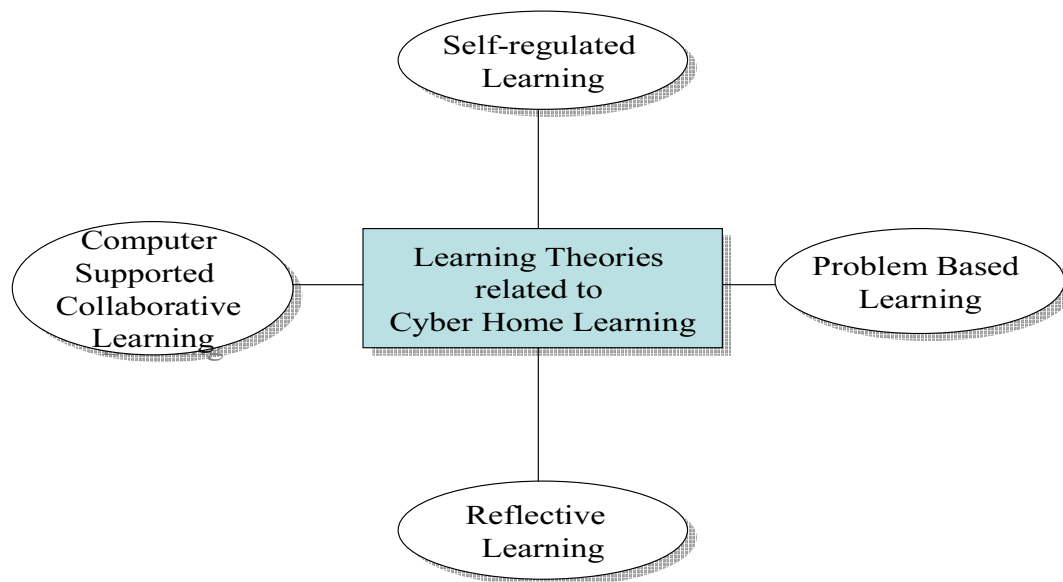 Self-regulated
Learning
Computer
Supported
Collaborative
Learning
Learning Theories
related to
Cyber Home Learning
Problem Based
Learning
Reflective
Learning